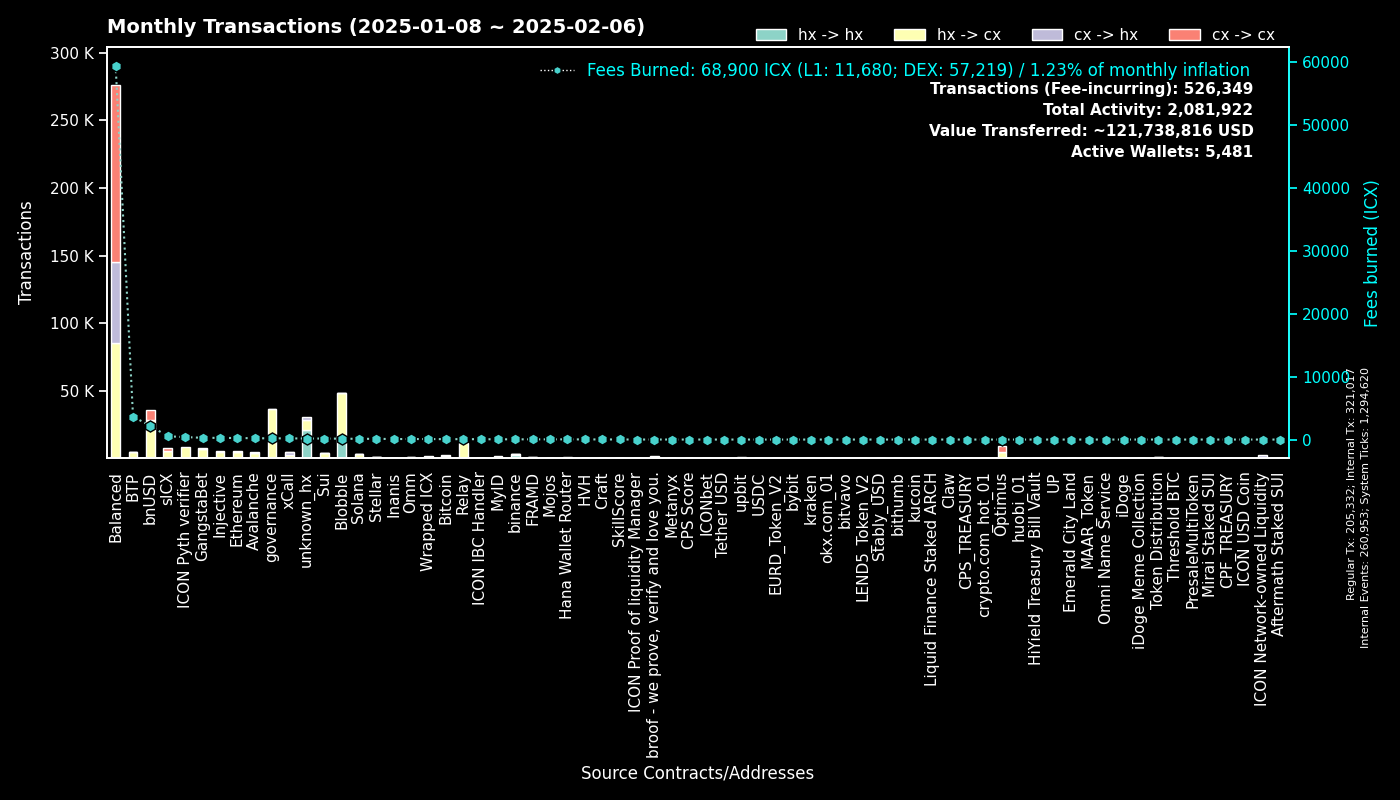 Monthly Transactions (2025-01-08 ~ 2025-02-06)
hx -> hx
hx -> cx
cx -> hx
cx -> cx
Fees Burned: 68,900 ICX (L1: 11,680; DEX: 57,219) / 1.23% of monthly inflation
Transactions (Fee-incurring): 526,349
Total Activity: 2,081,922
Value Transferred: ~121,738,816 USD
Active Wallets: 5,481
Transactions
300 K
250 K
200 K
150 K
100 K
50 K
60000
50000
40000
30000
20000
10000
0
Fees burned (ICX)
Regular Tx: 205,332; Internal Tx: 321,017
Internal Events: 260,953; System Ticks: 1,294,620
Balanced
BTP
bnUSD
sICX
ICON Pyth verifier
GangstaBet
Injective
Ethereum
Avalanche
governance
xCall
unknown_hx
Sui
Blobble
Solana
Stellar
Inanis
Omm
Wrapped ICX
Bitcoin
Relay
ICON IBC Handler
MyID
binance
FRAMD
Mojos
Hana Wallet Router
HVH
Craft
SkillScore
ICON Proof of liquidity Manager
broof - we prove, verify and love you.
Metanyx
CPS Score
ICONbet
Tether USD
upbit
USDC
EURD_Token_V2
bybit
kraken
okx.com_01
bitvavo
LEND5_Token_V2
Stably_USD
bithumb
kucoin
Liquid Finance Staked ARCH
Claw
CPS_TREASURY
crypto.com_hot_01
Optimus
huobi_01
HiYield Treasury Bill Vault
UP
Emerald City Land
MAAR_Token
Omni Name Service
iDoge
iDoge Meme Collection
Token Distribution
Threshold BTC
PresaleMultiToken
Mirai Staked SUI
CPF_TREASURY
ICON USD Coin
ICON Network-owned Liquidity
Aftermath Staked SUI
Source Contracts/Addresses